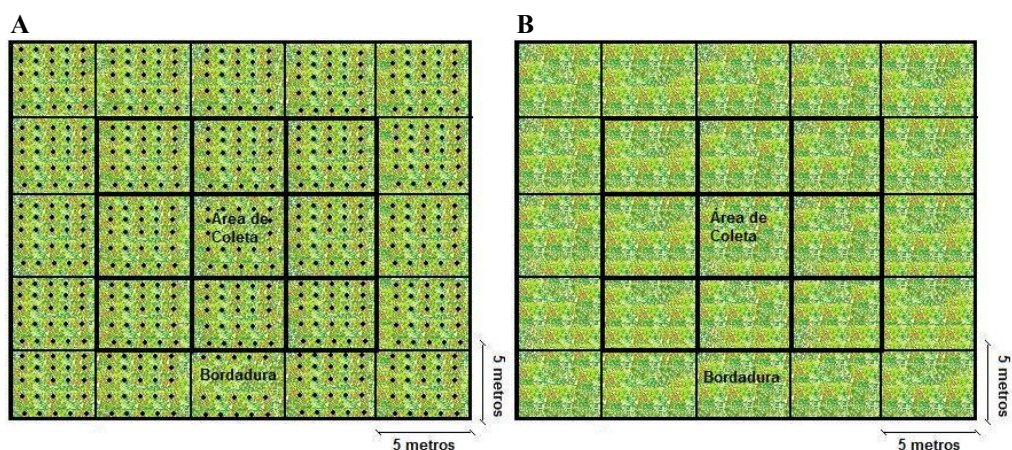 A
Área de
Coleta
Bordadura
5 metros
5 metros
B
Área de
Coleta
Bordadura
5 metros
5 metros